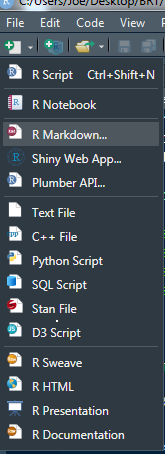 C:/Users/Joe/Desktop/BRT/
File Edit Code View
R Script Ctrl+Shift+N
R Notebook
R Markdown...
Shiny Web App...
Plumber API...
Text File
C++ File
Python Script
SQL Script
Stan File
D3 Script
R Sweave
R HTML
R Presentation
R Documentation